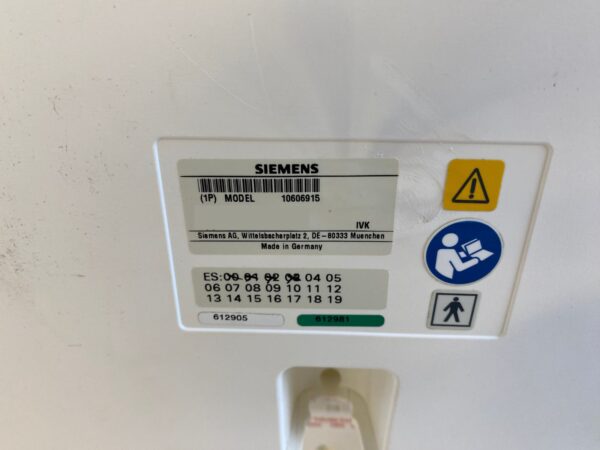 SIEMENS
(1P) MODEL 10606915
IVK
Siemens AG, Wittelsbacherplatz 2, DE-80333 Muenchen
Made in Germany
ES: 00 01 02 03 04 05
06 07 08 09 10 11 12
13 14 15 16 17 18 19
612905 612981